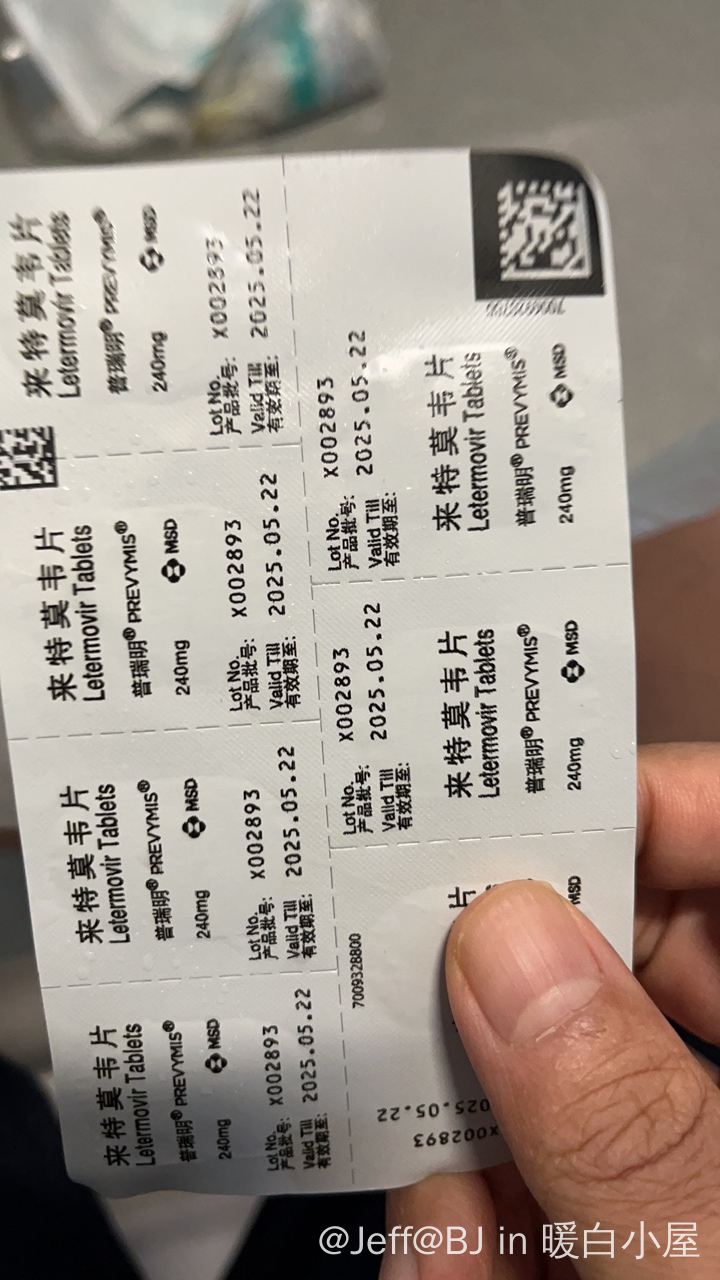 来特莫韦片
Letermovir Tablets
普瑞明® PREVYMIS®
240mg MSD
Lot No.
产品批号: X002893
Valid Till
有效期至: 2025.05.22
来特莫韦片
Letermovir Tablets
普瑞明® PREVYMIS®
240mg MSD
Lot No.
产品批号: X002893
Valid Till
有效期至: 2025.05.22
来特莫韦片
Letermovir Tablets
普瑞明® PREVYMIS®
240mg MSD
Lot No.
产品批号: X002893
Valid Till
有效期至: 2025.05.22
来特莫韦片
Letermovir Tablets
普瑞明® PREVYMIS®
240mg MSD
Lot No.
产品批号: X002893
Valid Till
有效期至: 2025.05.22
Lot No.
产品批号: X002893
Valid Till
有效期至: 2025.05.22
来特莫韦片
Letermovir Tablets
普瑞明® PREVYMIS®
240mg MSD
Lot No.
产品批号: X002893
Valid Till
有效期至: 2025.05.22
来特莫韦片
Letermovir Tablets
普瑞明® PREVYMIS®
240mg MSD
7009328800
片
MSD
X002893
2025.05.22
@Jeff@BJ in 暖白小屋